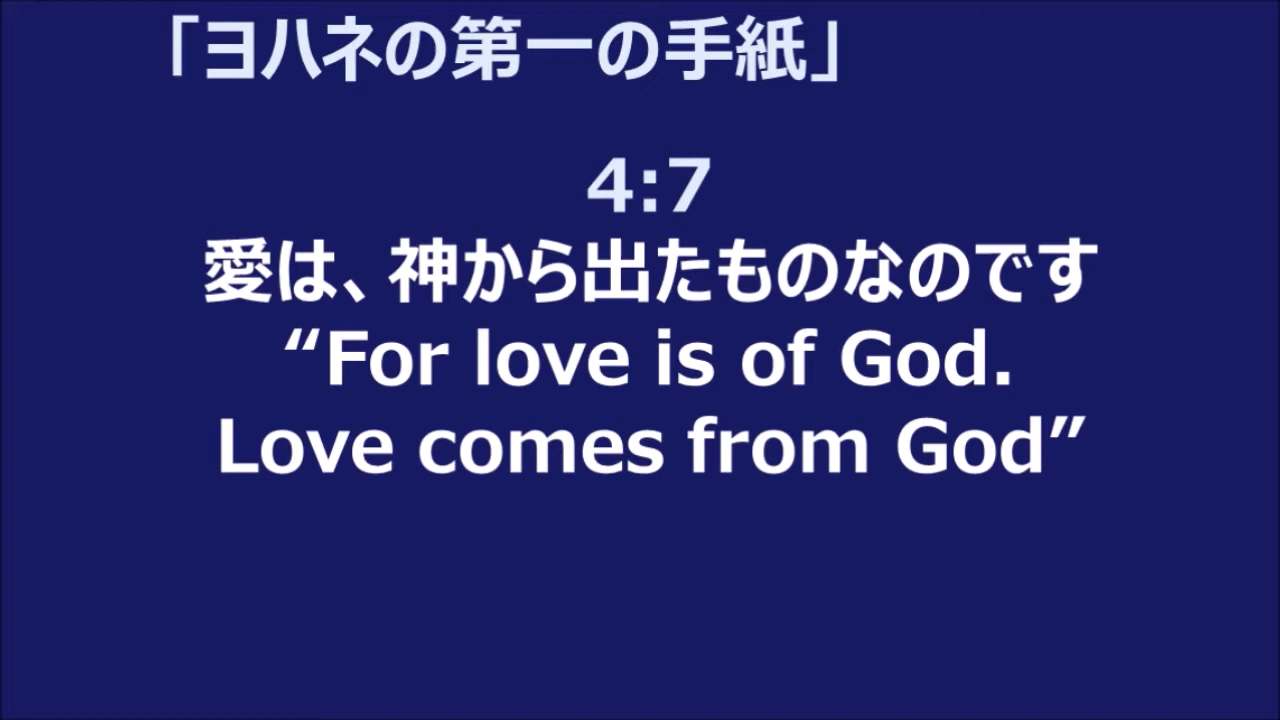 「ヨハネの第一の手紙」
4:7
愛は、神から出たものなのです
“For love is of God.
Love comes from God”